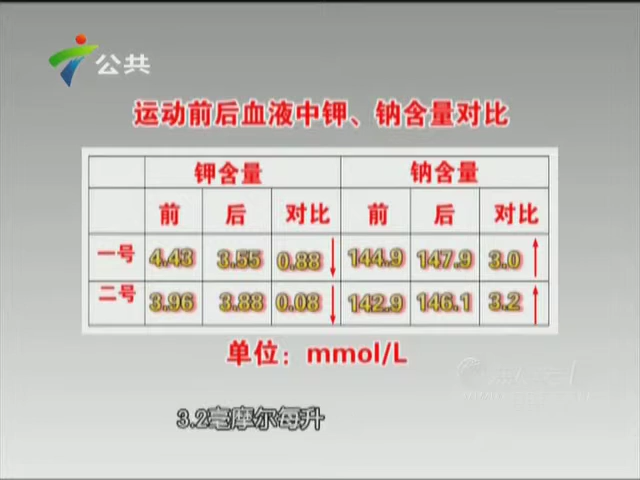 公共
运动前后血液中钾、钠含量对比
钾含量 钠含量
前 后 对比 前 后 对比
一号 4.43 3.55 0.88 144.9 147.9 3.0
二号 3.96 3.88 0.08 142.9 146.1 3.2
单位：mmol/L
3.2毫摩尔每升